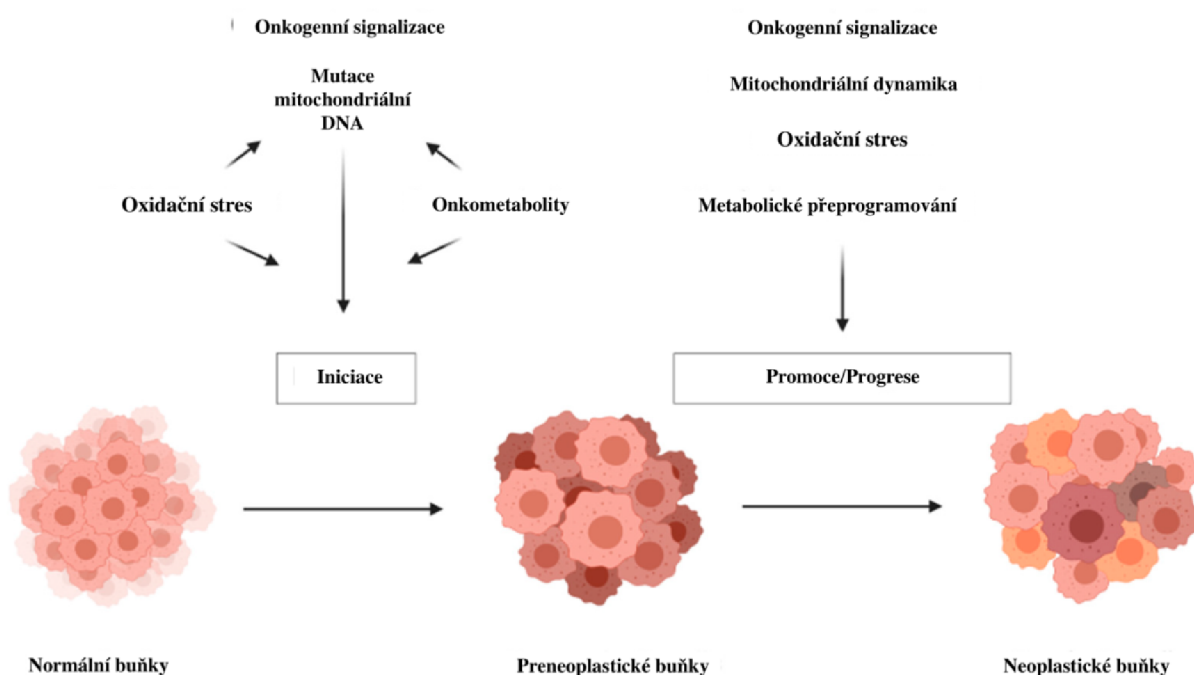 Onkogenní signalizace
Mutace
mitochondriální
DNA
Oxidační stres
Onkometabolity
Iniciace
Onkogenní signalizace
Mitochondriální dynamika
Oxidační stres
Metabolické přeprogramování
Promoce/Progrese
Normální buňky
Preneoplastické buňky
Neoplastické buňky